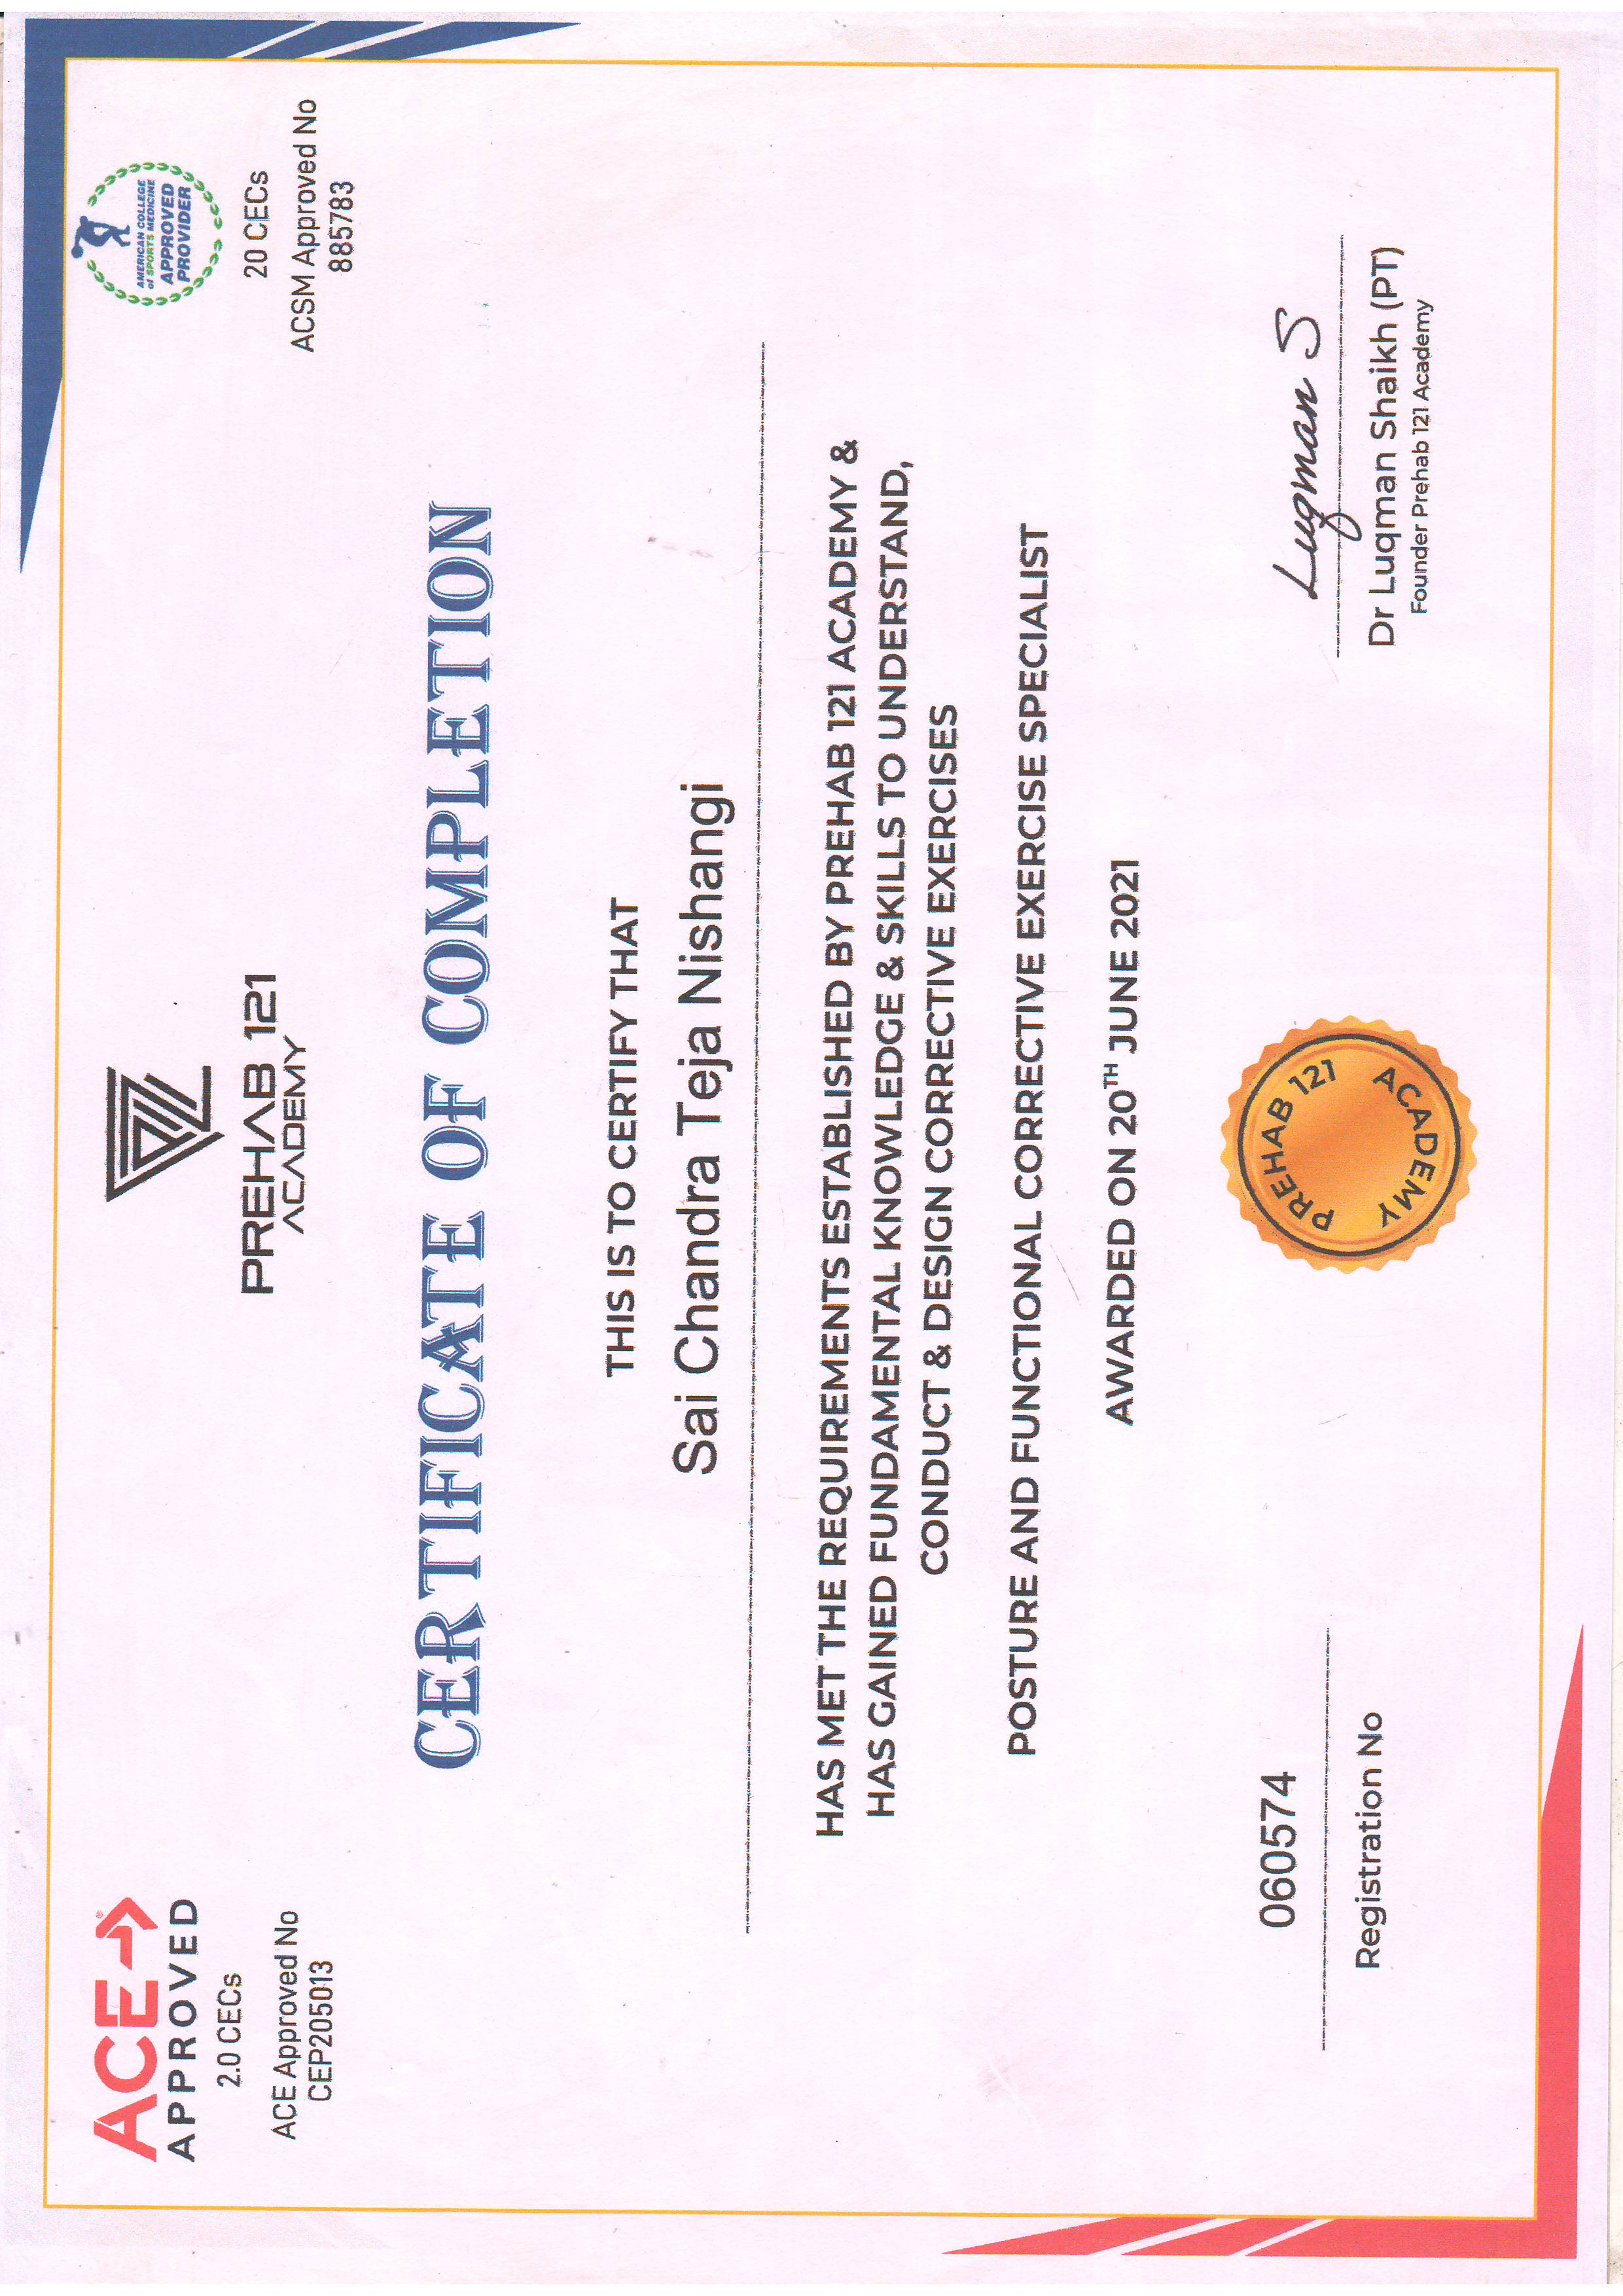 ACE
APPROVED
2.0 CECs
ACE Approved No
CEP205013
PREHAB 121
ACADEMY
AMERICAN COLLEGE
of SPORTS MEDICINE
APPROVED
PROVIDER
20 CECs
ACSM Approved No
885783
CERTIFICATE OF COMPLETION
THIS IS TO CERTIFY THAT
Sai Chandra Teja Nishangi
HAS MET THE REQUIREMENTS ESTABLISHED BY PREHAB 121 ACADEMY &
HAS GAINED FUNDAMENTAL KNOWLEDGE & SKILLS TO UNDERSTAND,
CONDUCT & DESIGN CORRECTIVE EXERCISES
POSTURE AND FUNCTIONAL CORRECTIVE EXERCISE SPECIALIST
AWARDED ON 20TH JUNE 2021
060574
Registration No
PREHAB 121
ACADEMY
Luqman S
Dr Luqman Shaikh (PT)
Founder Prehab 121 Academy